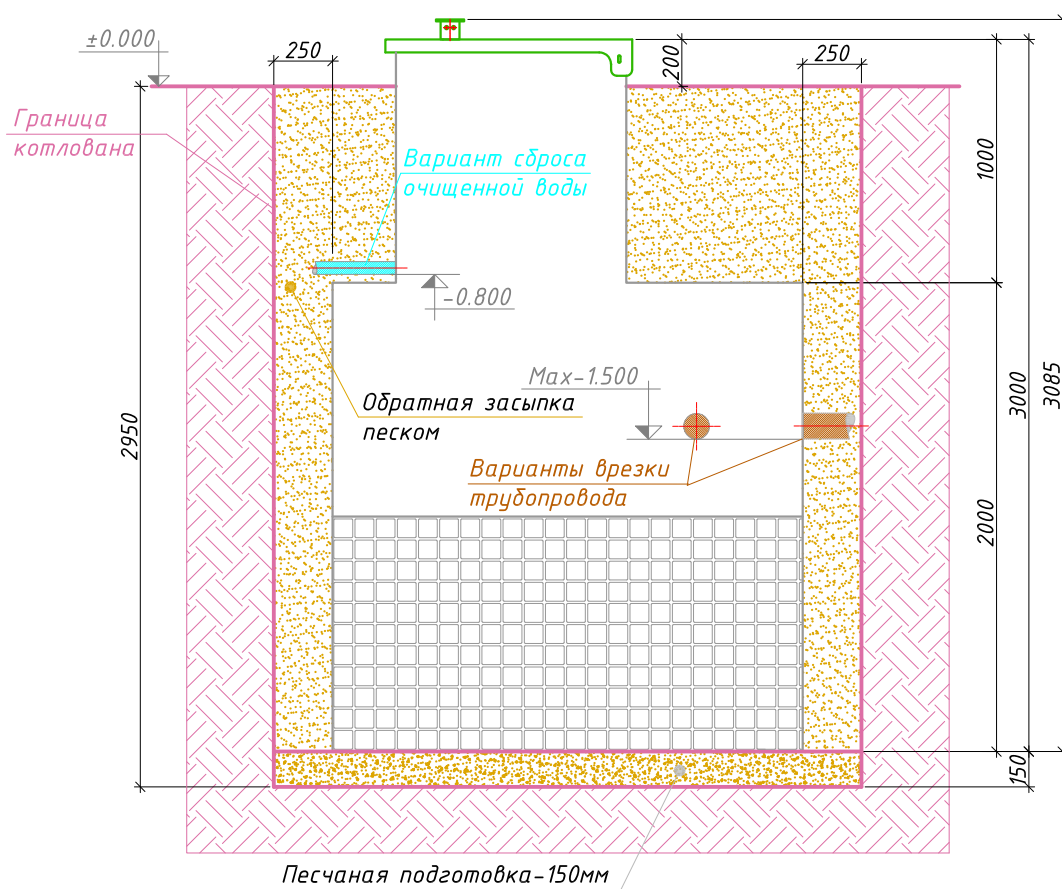 ±0.000
250
200
250
Граница
котлована
Вариант сброса
очищенной воды
1000
-0.800
Max-1.500
Обратная засыпка
песком
2950
3000
3085
Варианты врезки
трубопровода
2000
150
Песчаная подготовка-150мм